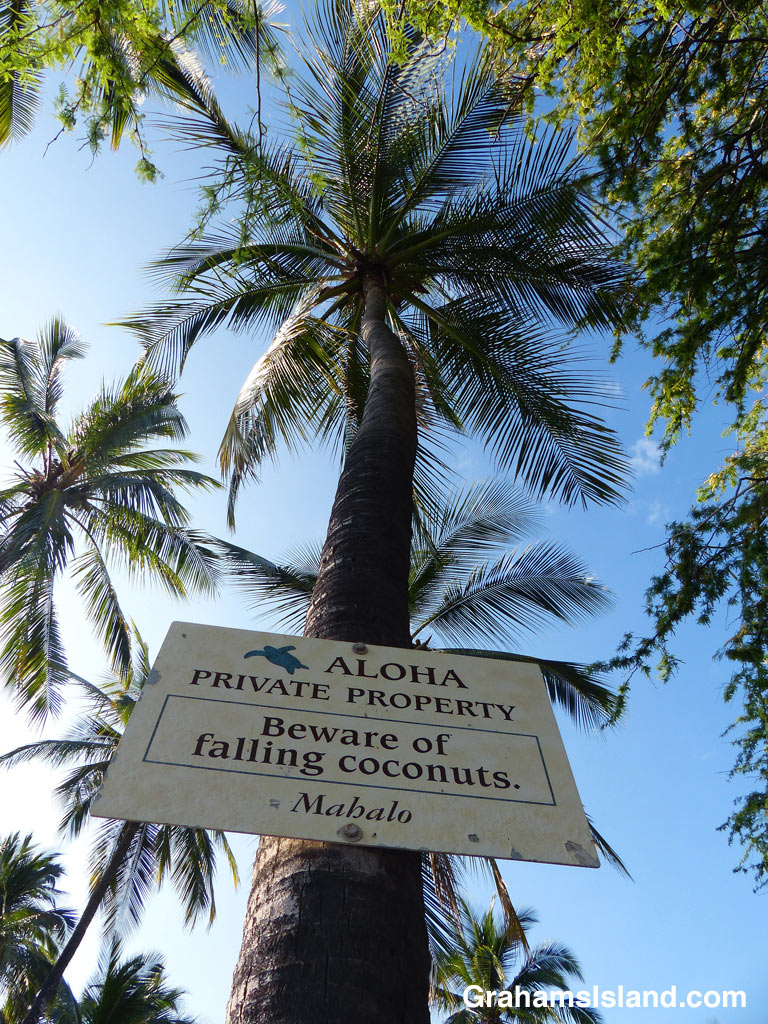 ALOHA
PRIVATE PROPERTY
Beware of
falling coconuts.
Mahalo
GrahamsIsland.com